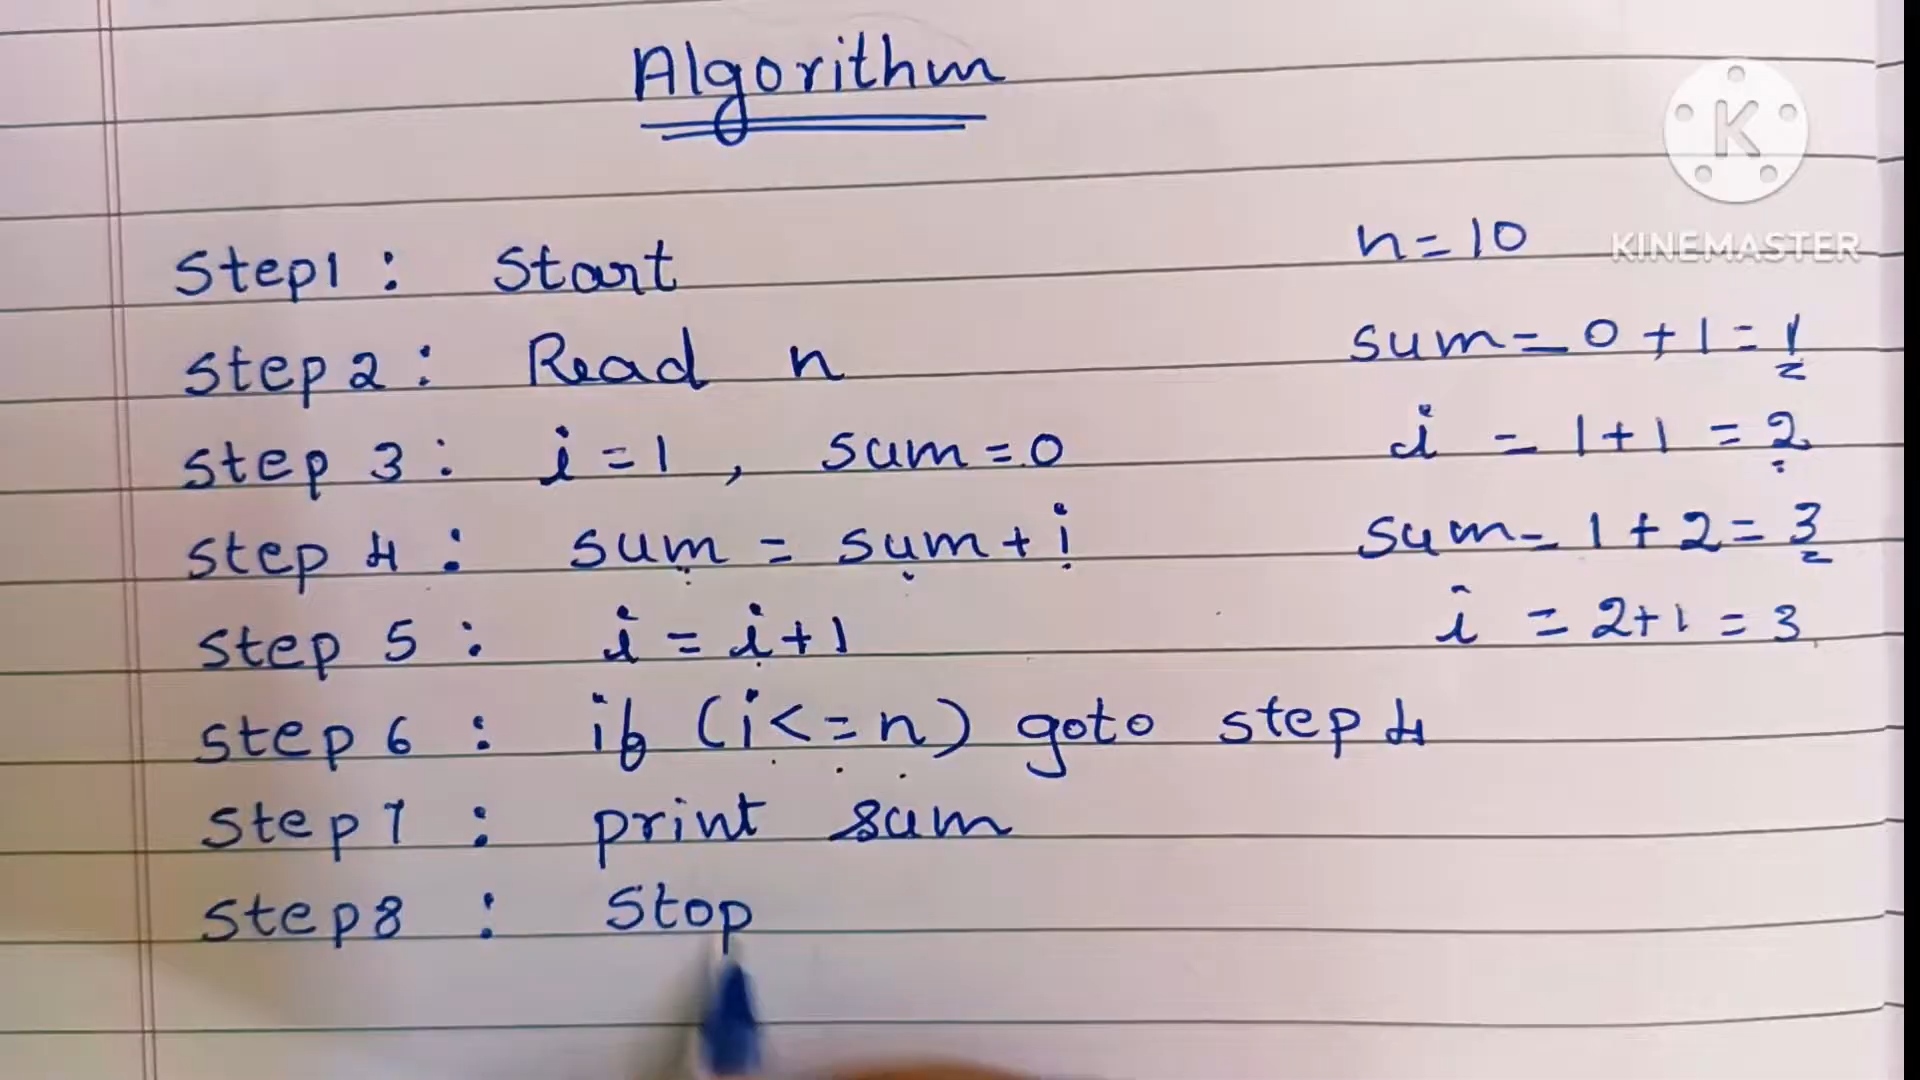 Algorithm
Step1 : Start
Step 2 : Read n
Step 3 : i = 1 , sum = 0
Step 4 : sum = sum + i
Step 5 : i = i + 1
Step 6 : if (i <= n) goto step 4
Step 7 : print sum
Step 8 : Stop
K
KINEMASTER
n = 10
sum = 0 + 1 = 1
i = 1 + 1 = 2
sum = 1 + 2 = 3
i = 2 + 1 = 3